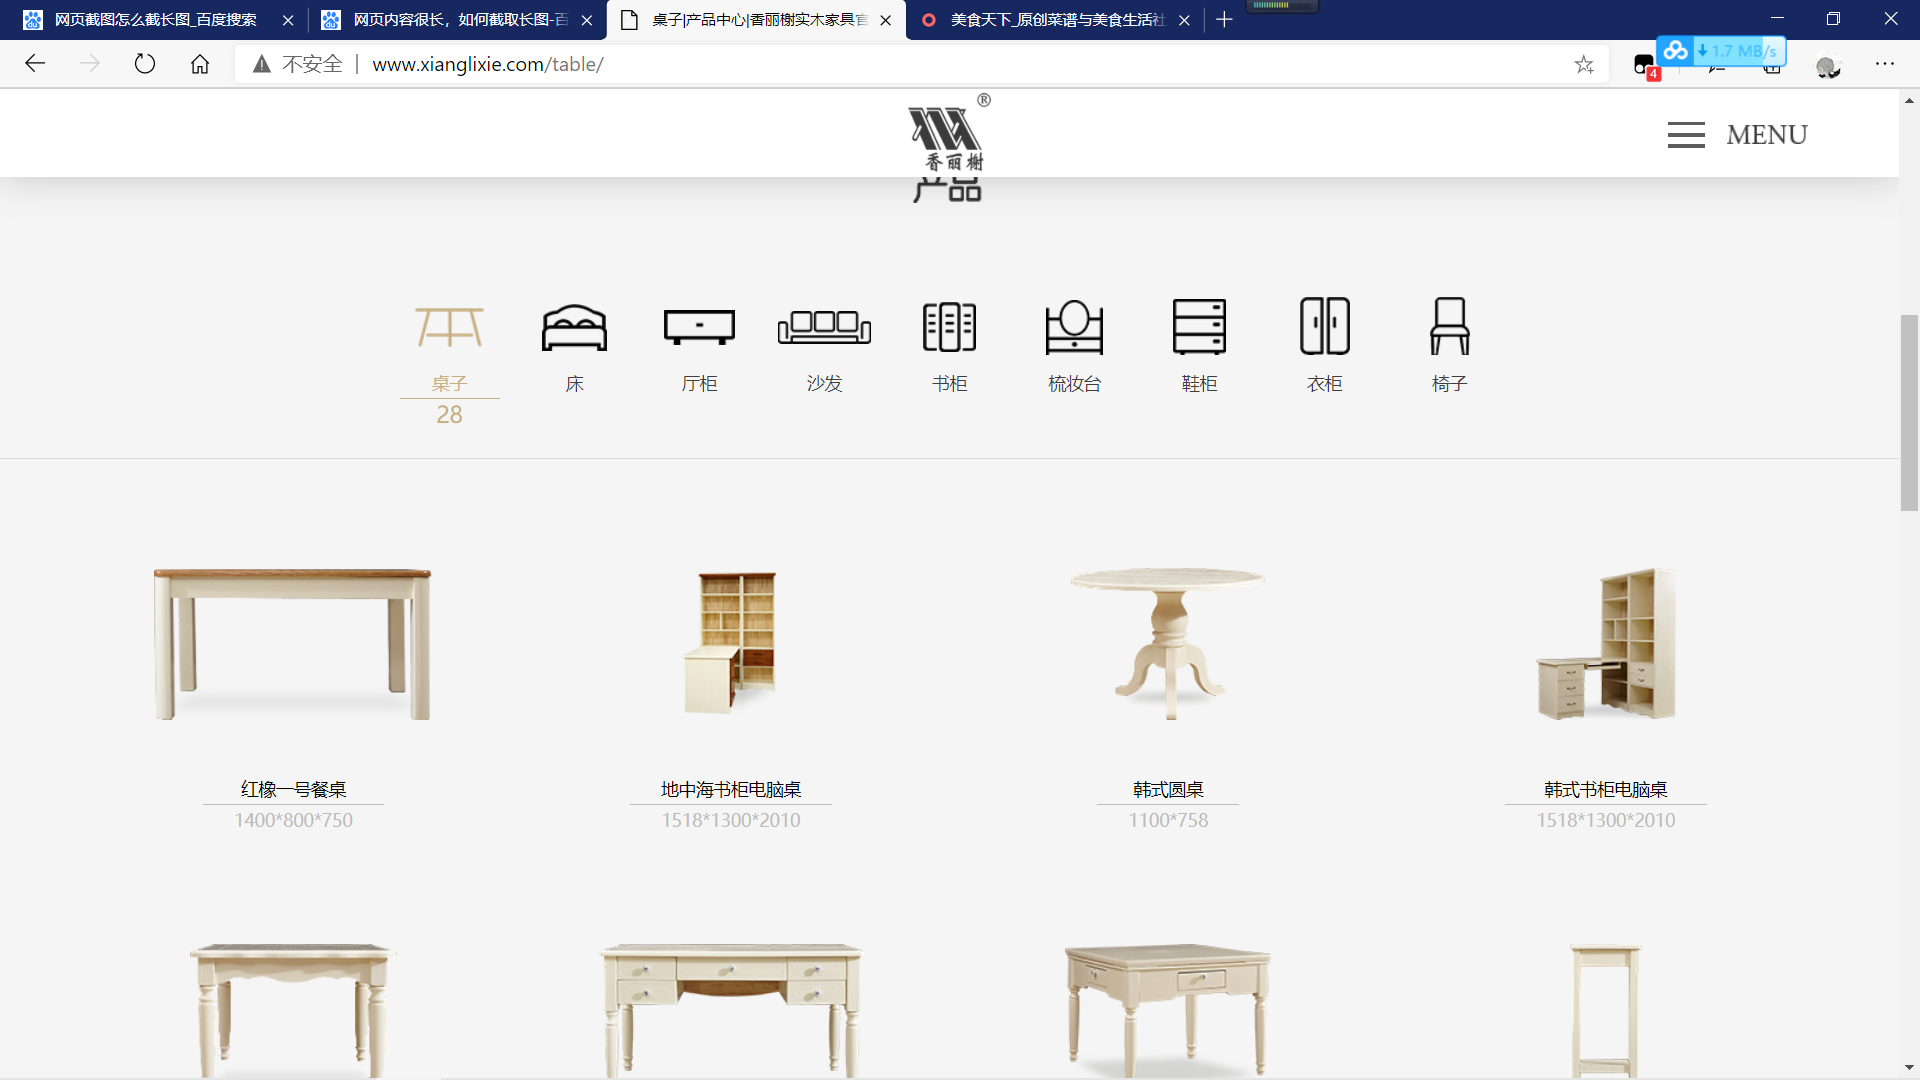 网页截图怎么截长图_百度搜索
网页内容很长，如何截取长图-百
桌子|产品中心|香丽榭实木家具官
美食天下_原创菜谱与美食生活社
不安全 www.xianglixie.com/table/
4
1.7 MB/s
®
香丽榭
MENU
产品
桌子 床 厅柜 沙发 书柜 梳妆台 鞋柜 衣柜 椅子
28
红橡一号餐桌 地中海书柜电脑桌 韩式圆桌 韩式书柜电脑桌
1400*800*750 1518*1300*2010 1100*758 1518*1300*2010